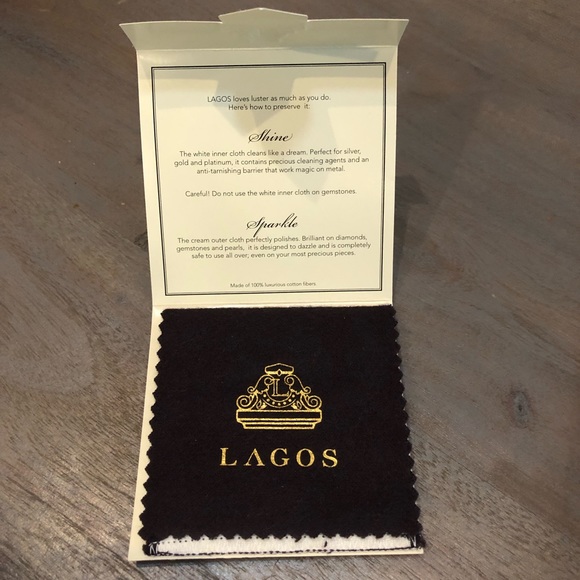 LAGOS loves luster as much as you do.
Here's how to preserve it:
Shine
The white inner cloth cleans like a dream. Perfect for silver,
gold and platinum, it contains precious cleaning agents and an
anti-tarnishing barrier that work magic on metal.
Careful! Do not use the white inner cloth on gemstones.
Sparkle
The cream outer cloth perfectly polishes. Brilliant on diamonds,
gemstones and pearls, it is designed to dazzle and is completely
safe to use all over; even on your most precious pieces.
Made of 100% luxurious cotton fibers
L
LAGOS